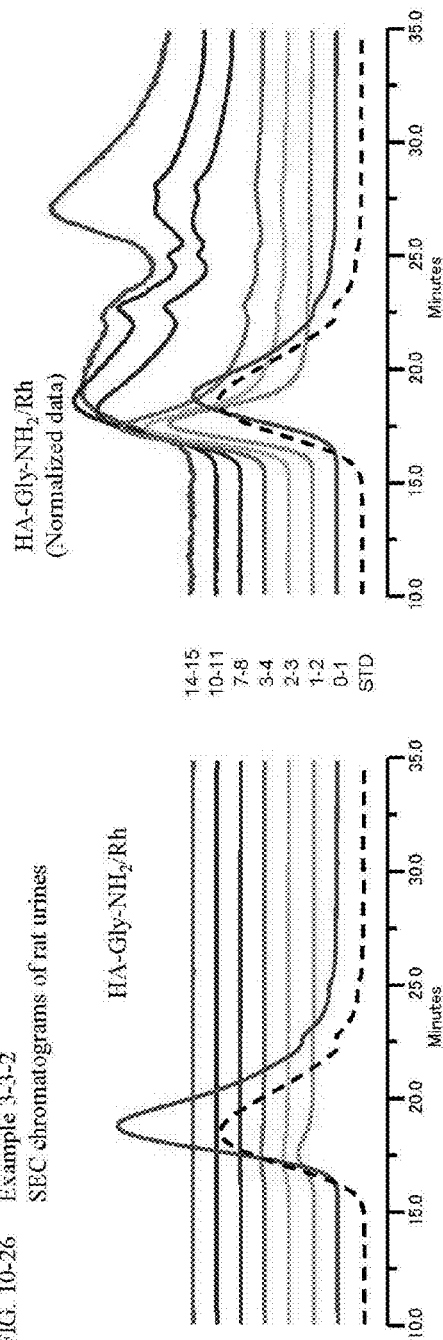 FIG. 10-26 Example 3-3-2
SEC chromatograms of rat urines
HA-Gly-NH₂/Rh
10.0 15.0 20.0 25.0 30.0 35.0
Minutes
14-15
10-11
7-8
3-4
2-3
1-2
0-1
STD
HA-Gly-NH₂/Rh
(Normalized data)
10.0 15.0 20.0 25.0 30.0 35.0
Minutes